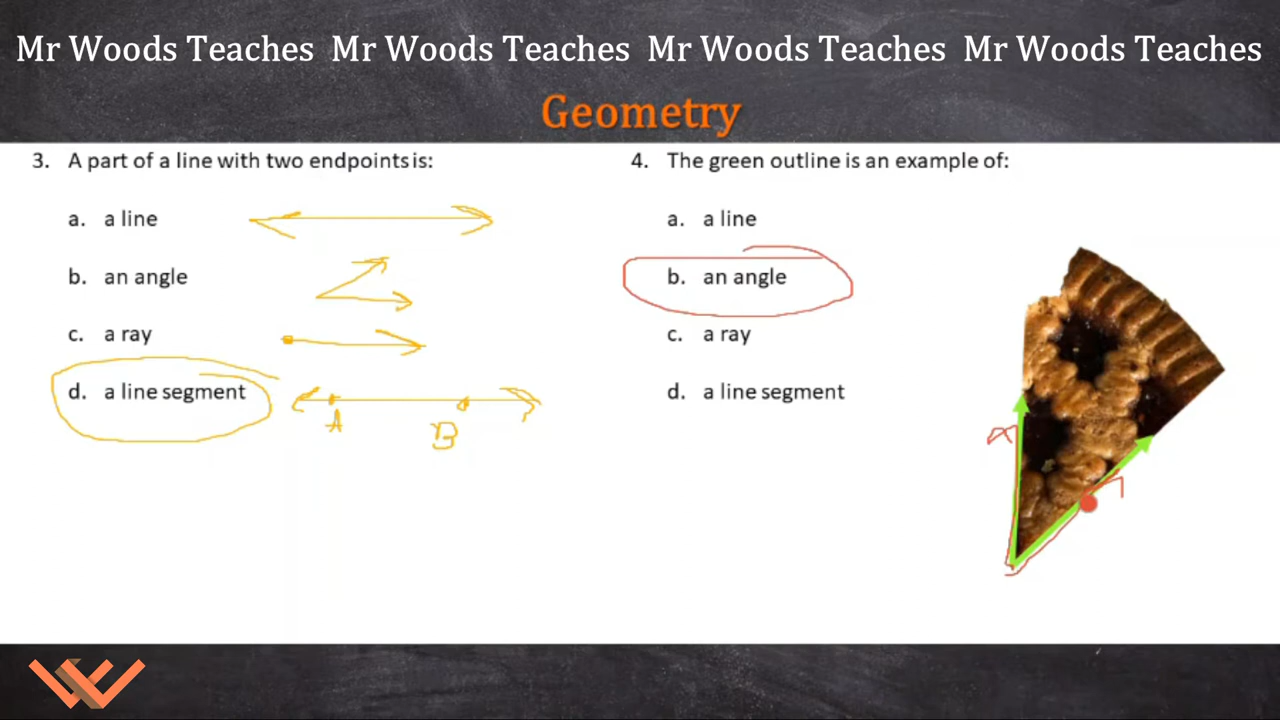 Mr Woods Teaches Mr Woods Teaches Mr Woods Teaches Mr Woods Teaches
Geometry
3. A part of a line with two endpoints is:
a. a line
b. an angle
c. a ray
d. a line segment
A
B
4. The green outline is an example of:
a. a line
b. an angle
c. a ray
d. a line segment